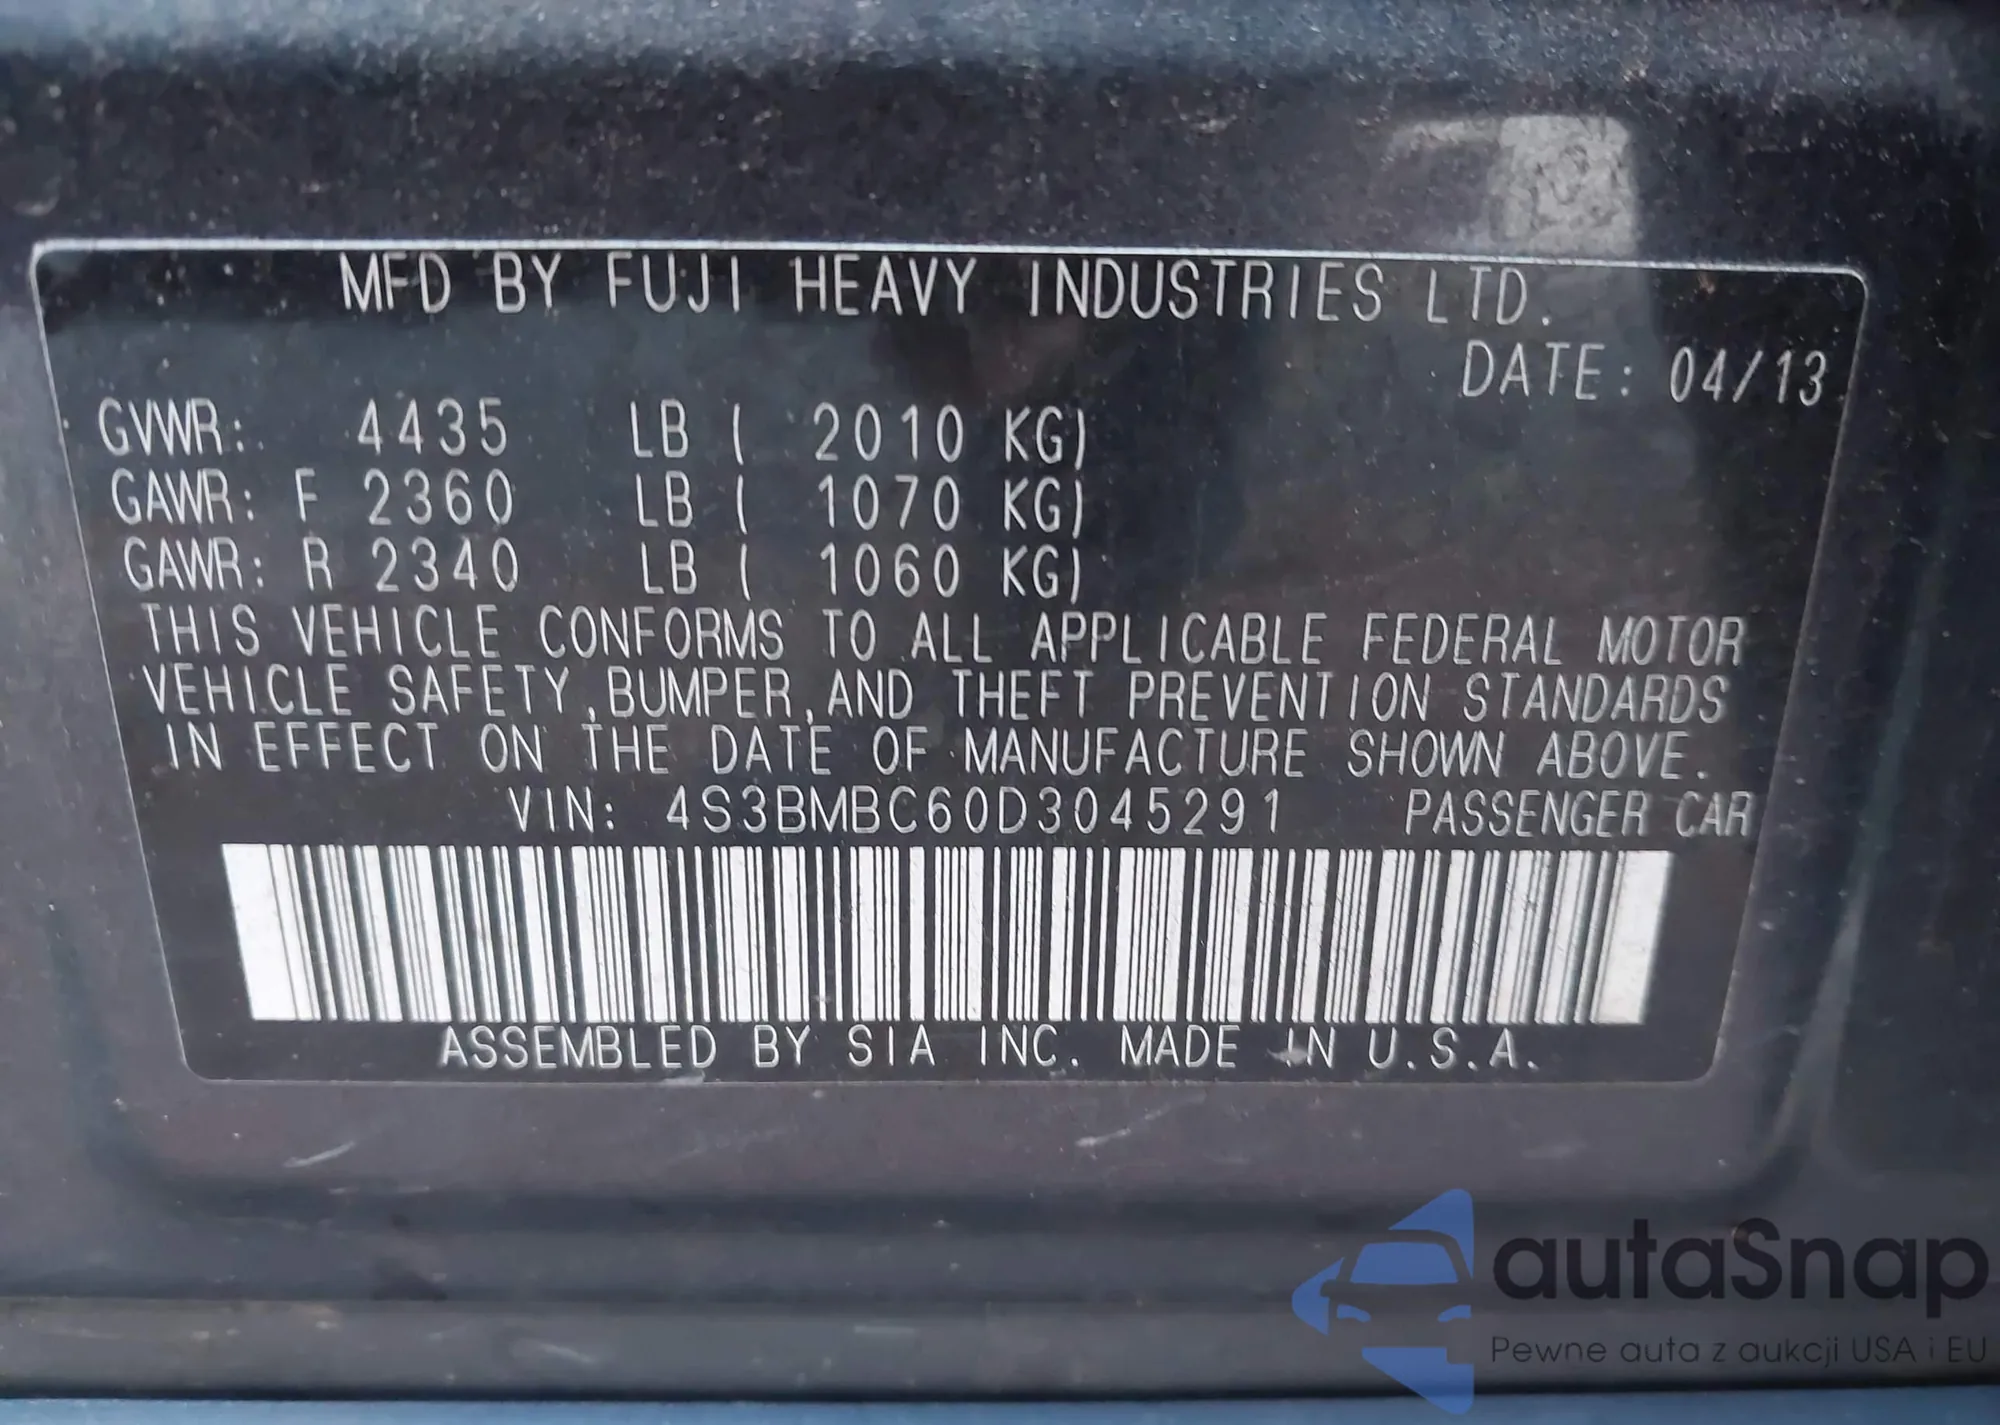 MFD BY FUJI HEAVY INDUSTRIES LTD.
DATE: 04/13
GVWR: 4435 LB ( 2010 KG)
GAWR: F 2360 LB ( 1070 KG)
GAWR: R 2340 LB ( 1060 KG)
THIS VEHICLE CONFORMS TO ALL APPLICABLE FEDERAL MOTOR
VEHICLE SAFETY, BUMPER, AND THEFT PREVENTION STANDARDS
IN EFFECT ON THE DATE OF MANUFACTURE SHOWN ABOVE.
VIN: 4S3BMBC60D3045291 PASSENGER CAR
ASSEMBLED BY SIA INC. MADE IN U.S.A.
autaSnap
Pewne auta z aukcji USA i EU